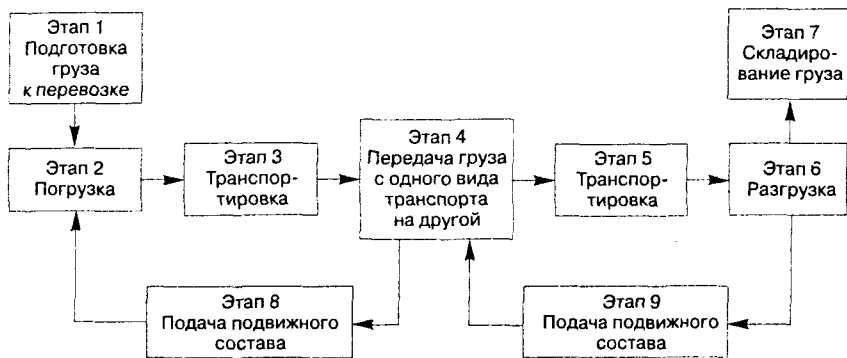 Этап 1
Подготовка
груза
к перевозке
Этап 2
Погрузка
Этап 3
Транспор-
тировка
Этап 4
Передача груза
с одного вида
транспорта
на другой
Этап 5
Транспор-
тировка
Этап 6
Разгрузка
Этап 7
Складиро-
вание груза
Этап 8
Подача подвижного
состава
Этап 9
Подача подвижного
состава